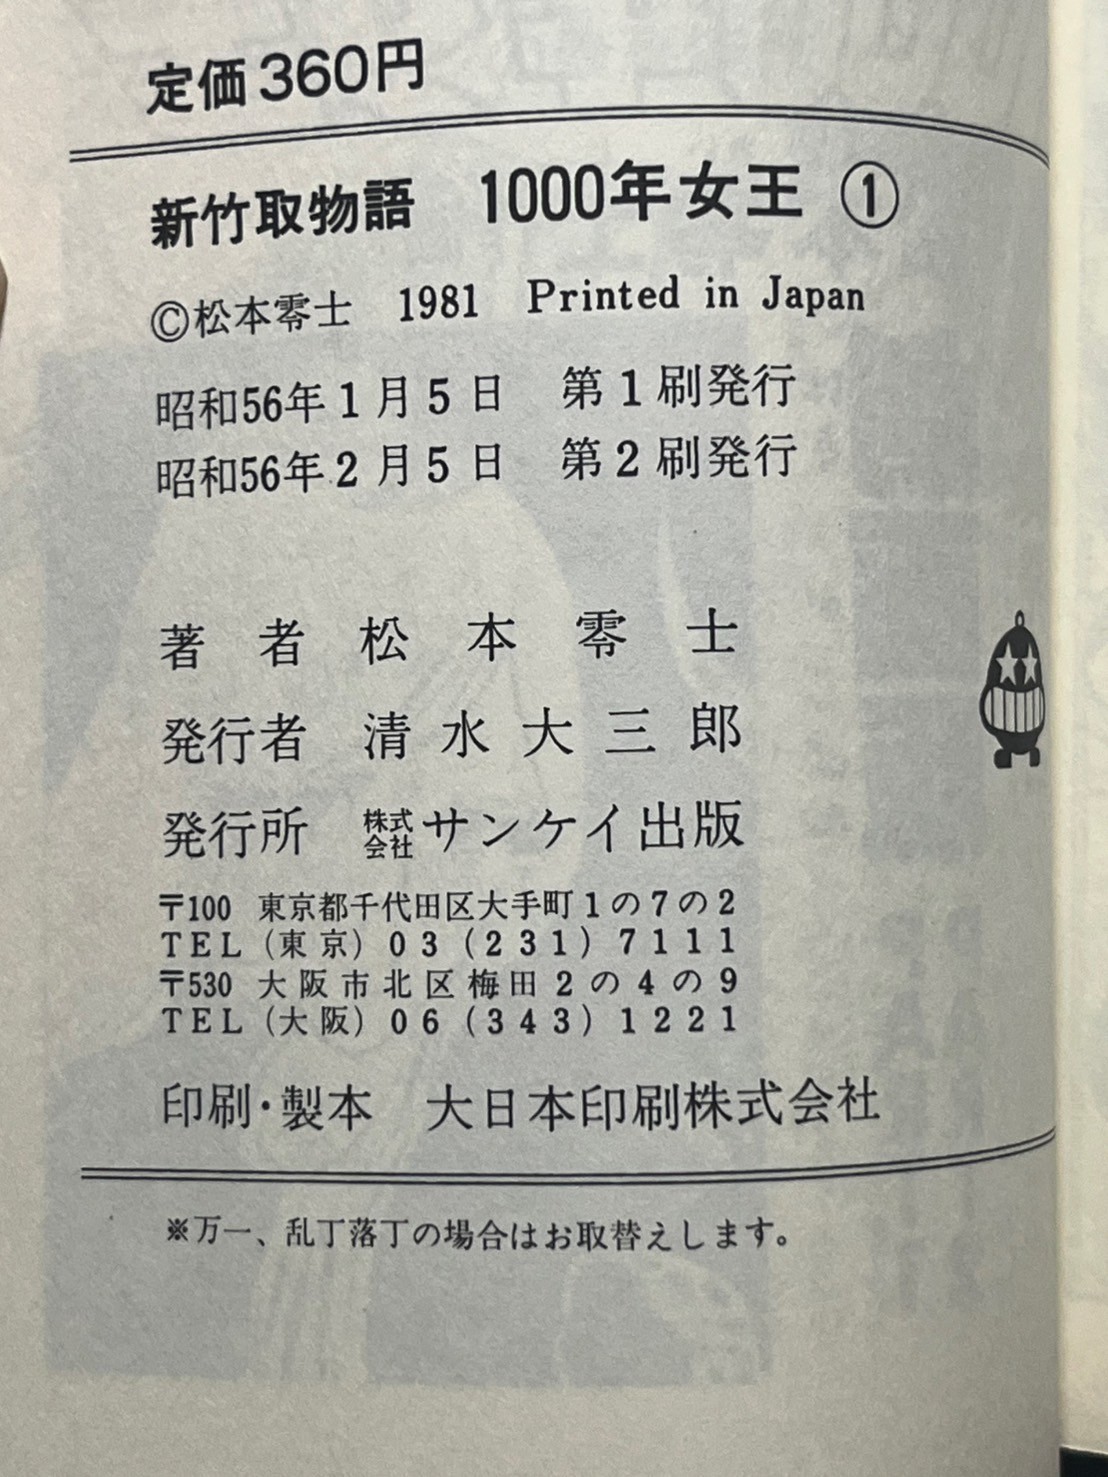 定価360円
新竹取物語　1000年女王 ①
©松本零士　1981　Printed in Japan
昭和56年1月5日　第1刷発行
昭和56年2月5日　第2刷発行
著者　松本零士
発行者　清水大三郎
発行所　株式会社サンケイ出版
〒100　東京都千代田区大手町1の7の2
TEL（東京）03（231）7111
〒530　大阪市北区梅田2の4の9
TEL（大阪）06（343）1221
印刷・製本　大日本印刷株式会社
※万一、乱丁落丁の場合はお取替えします。